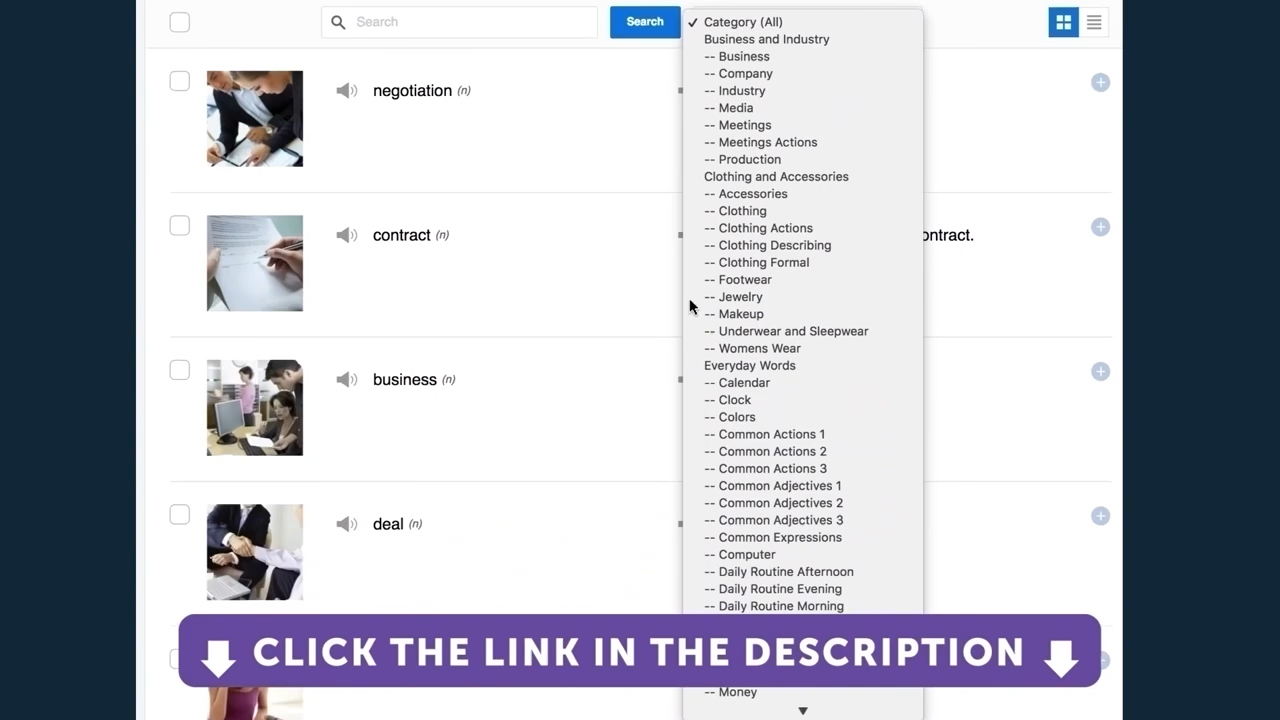 Search
Search
✓ Category (All)
Business and Industry
-- Business
-- Company
-- Industry
-- Media
-- Meetings
-- Meetings Actions
-- Production
Clothing and Accessories
-- Accessories
-- Clothing
-- Clothing Actions
-- Clothing Describing
-- Clothing Formal
-- Footwear
-- Jewelry
-- Makeup
-- Underwear and Sleepwear
-- Womens Wear
Everyday Words
-- Calendar
-- Clock
-- Colors
-- Common Actions 1
-- Common Actions 2
-- Common Actions 3
-- Common Adjectives 1
-- Common Adjectives 2
-- Common Adjectives 3
-- Common Expressions
-- Computer
-- Daily Routine Afternoon
-- Daily Routine Evening
-- Daily Routine Morning
-- Money
negotiation (n)
contract (n)
ontract.
business (n)
deal (n)
CLICK THE LINK IN THE DESCRIPTION